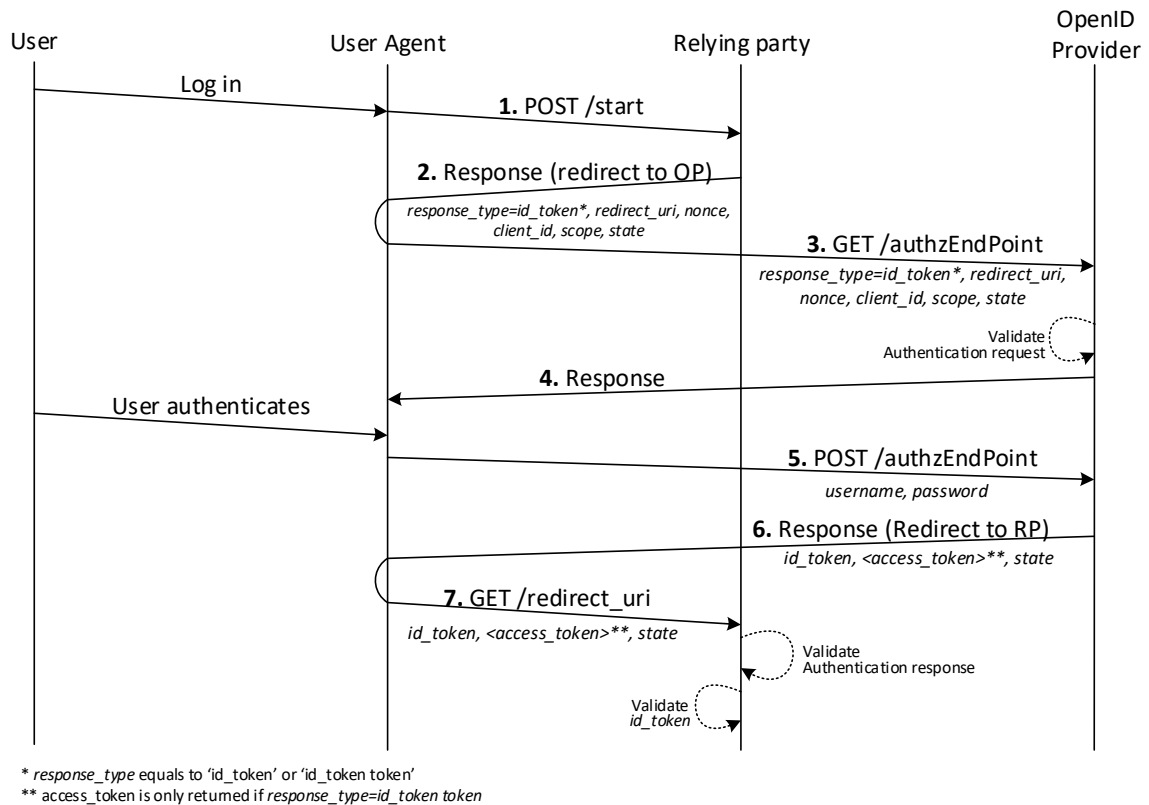 User
User Agent
Relying party
OpenID
Provider
Log in
1. POST /start
2. Response (redirect to OP)
response_type=id_token*, redirect_uri, nonce,
client_id, scope, state
3. GET /authzEndPoint
response_type=id_token*, redirect_uri,
nonce, client_id, scope, state
Validate
Authentication request
4. Response
User authenticates
5. POST /authzEndPoint
username, password
6. Response (Redirect to RP)
id_token, <access_token>**, state
7. GET /redirect_uri
id_token, <access_token>**, state
Validate
Authentication response
Validate
id_token
* response_type equals to ‘id_token’ or ‘id_token token’
** access_token is only returned if response_type=id_token token